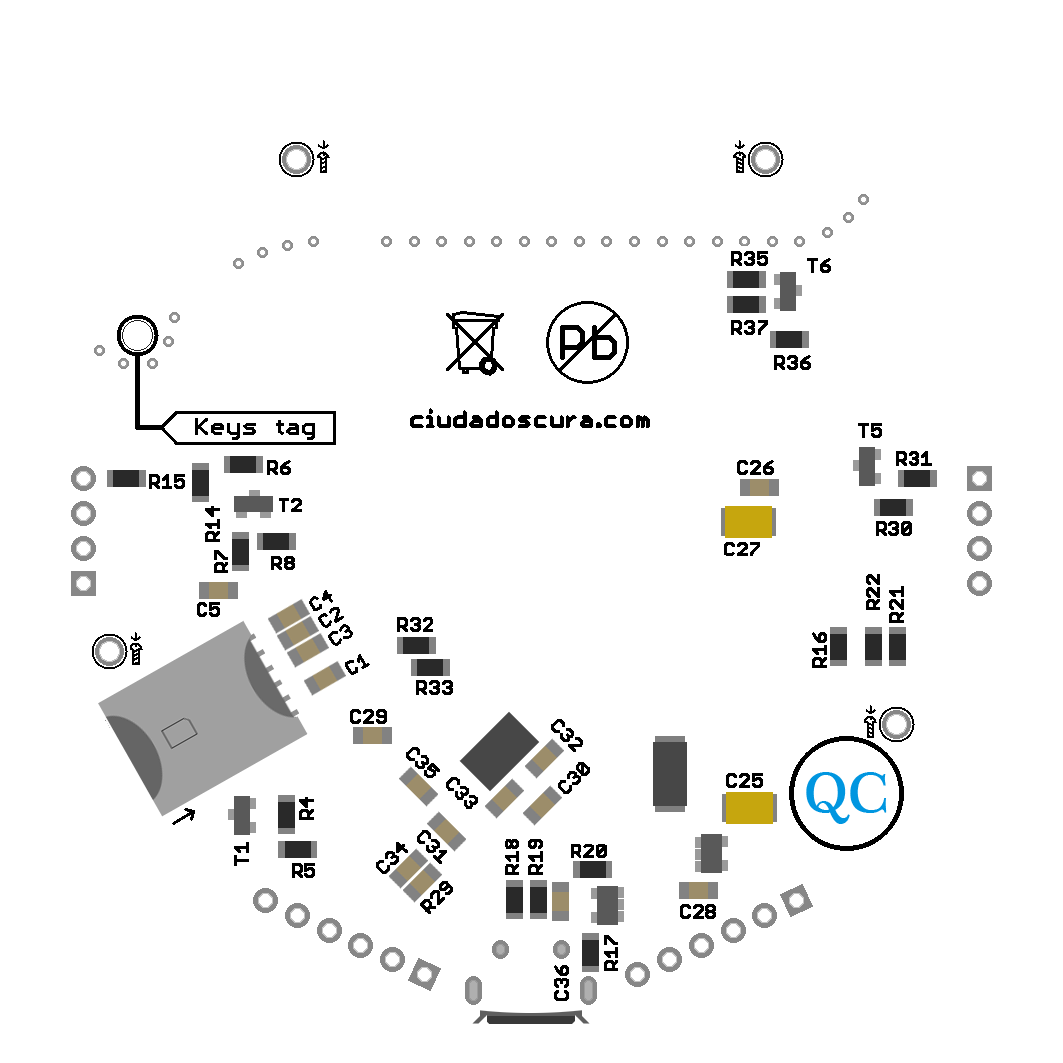 R35
T6
R37
Pb
R36
ciudadoscura.com
Keys tag
T5
R6
C26
R31
R15
T2
R14
R30
C27
R7
R8
C4
R22
C5
C2
R21
R32
C3
R16
C1
R33
C29
C32
C35
C30
C25
QC
C33
R4
C31
T1
C34
R18
R19
R20
R5
R29
C28
R17
C36